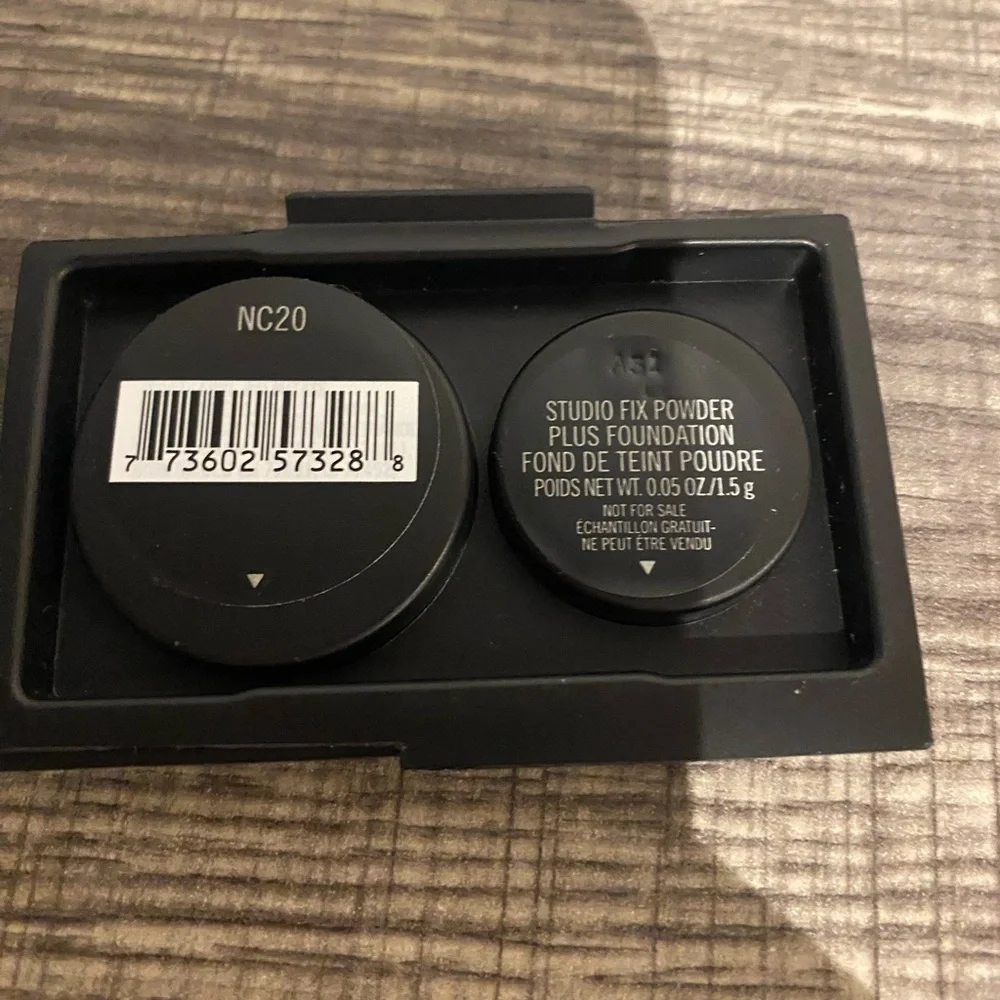 NC20
7 73602 57328 8
STUDIO FIX POWDER
PLUS FOUNDATION
FOND DE TEINT POUDRE
POIDS NET WT. 0.05 OZ./1.5 g
NOT FOR SALE
ÉCHANTILLON GRATUIT-
NE PEUT ÊTRE VENDU